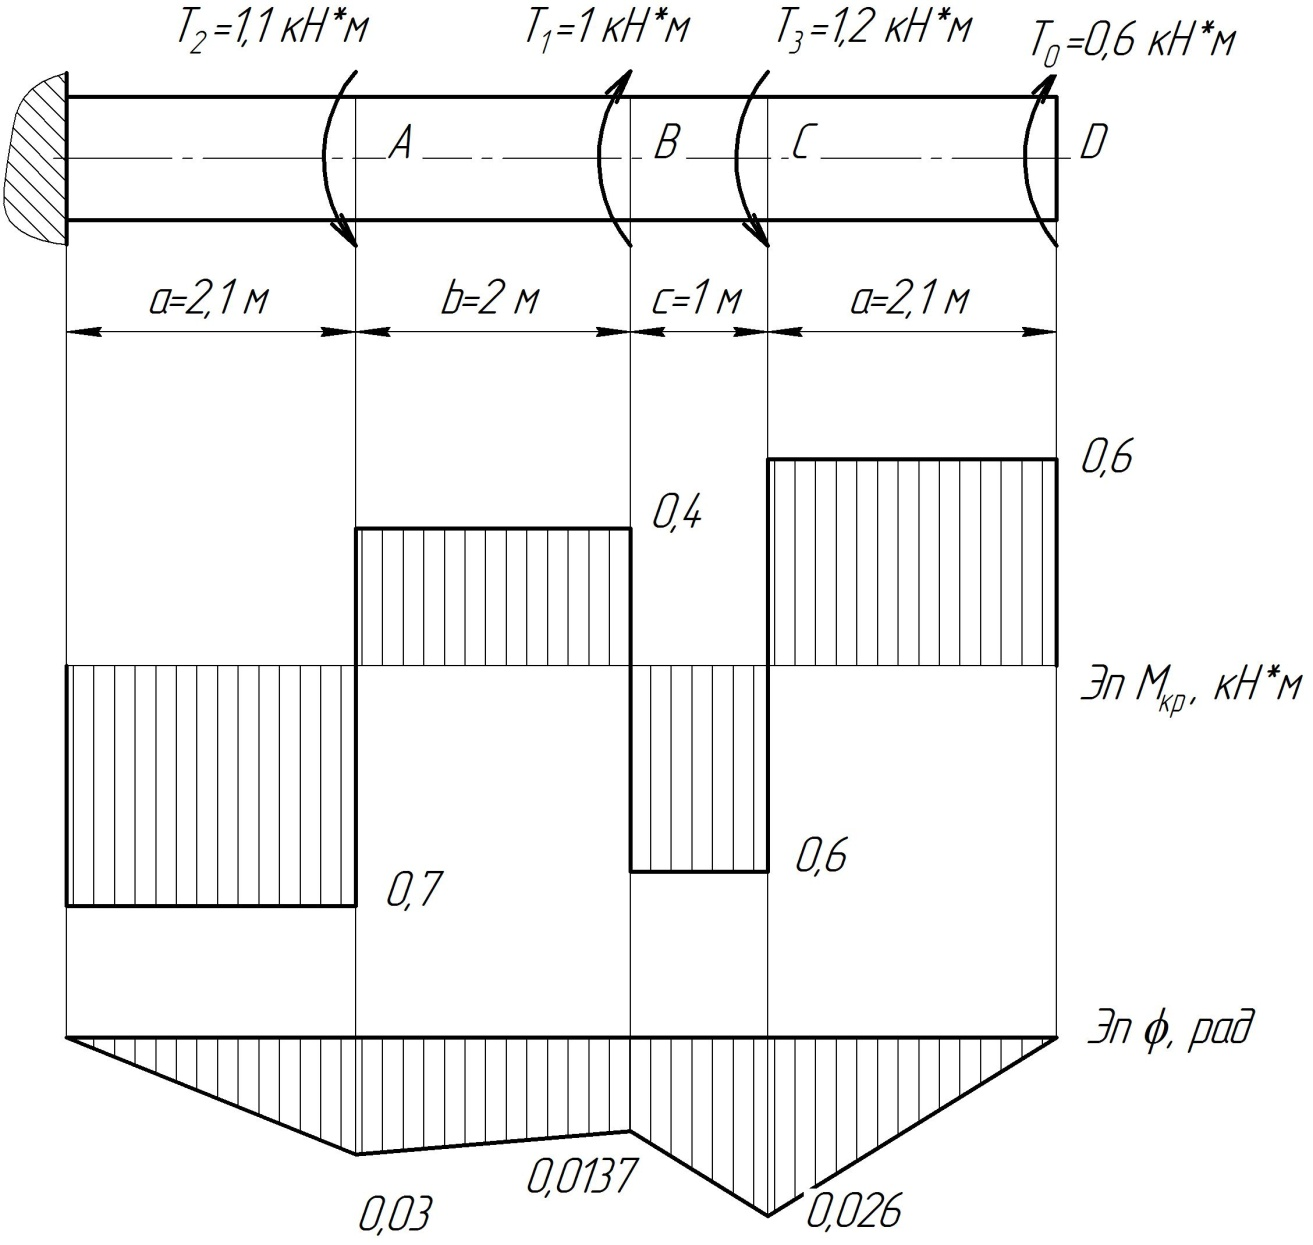 T₂=1,1 кН*м T₁=1 кН*м T₃=1,2 кН*м T₀=0,6 кН*м
A B C D
a=2,1 м b=2 м c=1 м a=2,1 м
0,6
0,4
Эп Mкр, кН*м
0,6
0,7
Эп ϕ, рад
0,0137
0,03 0,026